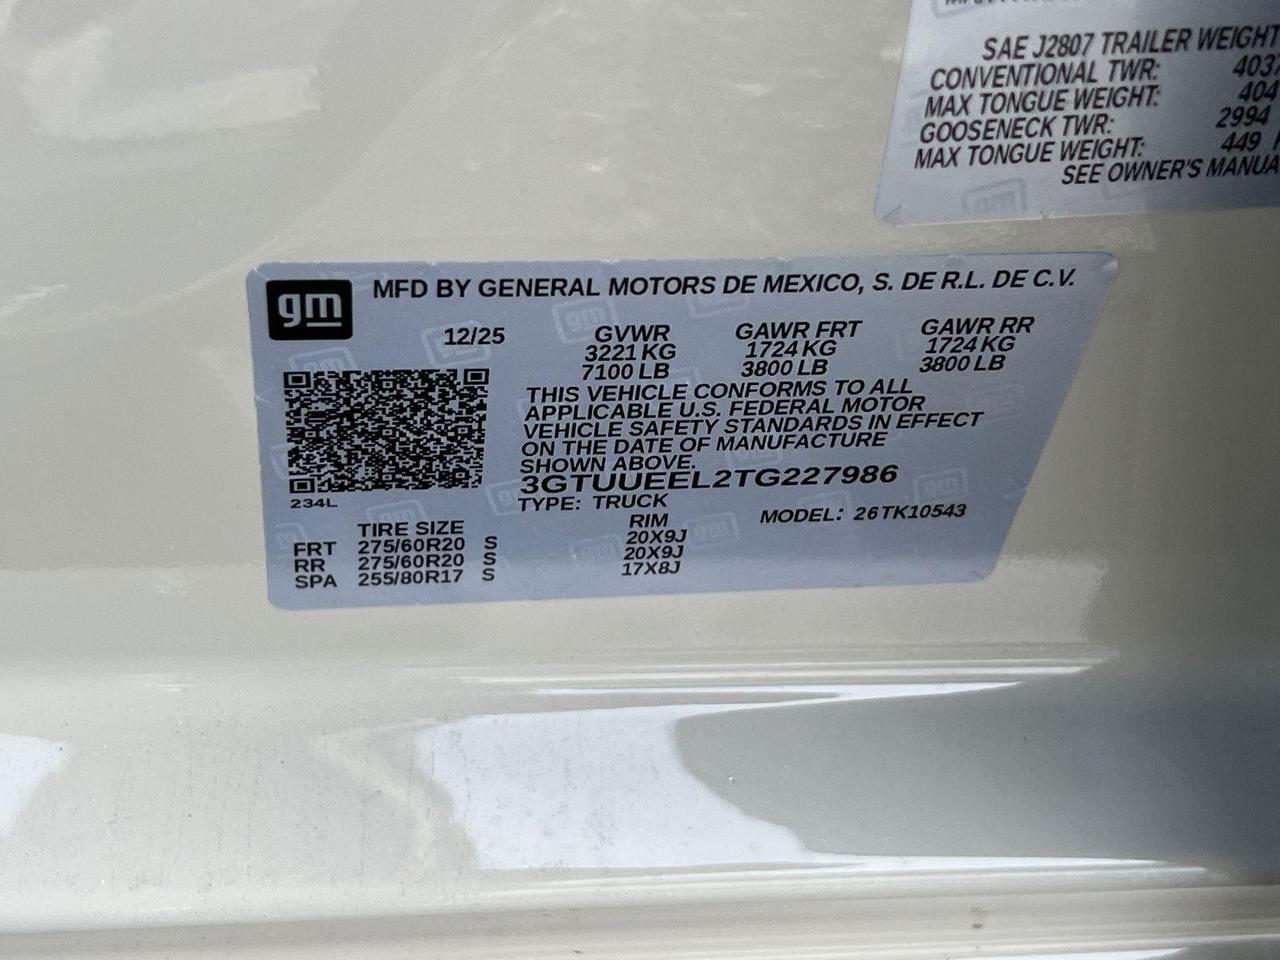 SAE J2807 TRAILER WEIGHT
CONVENTIONAL TWR: 4037
MAX TONGUE WEIGHT: 404
GOOSENECK TWR: 2994
MAX TONGUE WEIGHT: 449
SEE OWNER'S MANUA
gm
gm MFD BY GENERAL MOTORS DE MEXICO, S. DE R.L. DE C.V.
12/25 GVWR GAWR FRT GAWR RR
3221 KG 1724 KG 1724 KG
7100 LB 3800 LB 3800 LB
THIS VEHICLE CONFORMS TO ALL
APPLICABLE U.S. FEDERAL MOTOR
VEHICLE SAFETY STANDARDS IN EFFECT
ON THE DATE OF MANUFACTURE
SHOWN ABOVE.
3GTUUEEL2TG227986
234L TYPE: TRUCK MODEL: 26TK10543
TIRE SIZE RIM
FRT 275/60R20 S 20X9J
RR 275/60R20 S 20X9J
SPA 255/80R17 S 17X8J